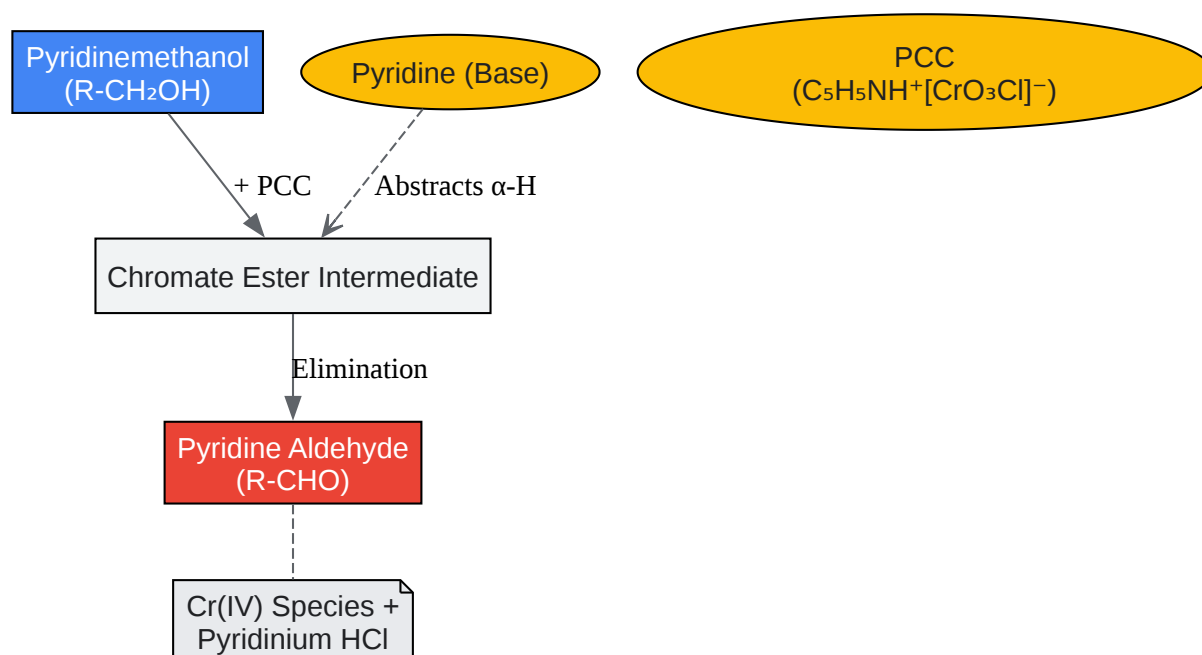 Pyridinemethanol
(R-CH₂OH)
Pyridine (Base)
PCC
(C₅H₅NH⁺[CrO₃Cl]⁻)
+ PCC
Abstracts α-H
Chromate Ester Intermediate
Elimination
Pyridine Aldehyde
(R-CHO)
Cr(IV) Species +
Pyridinium HCl